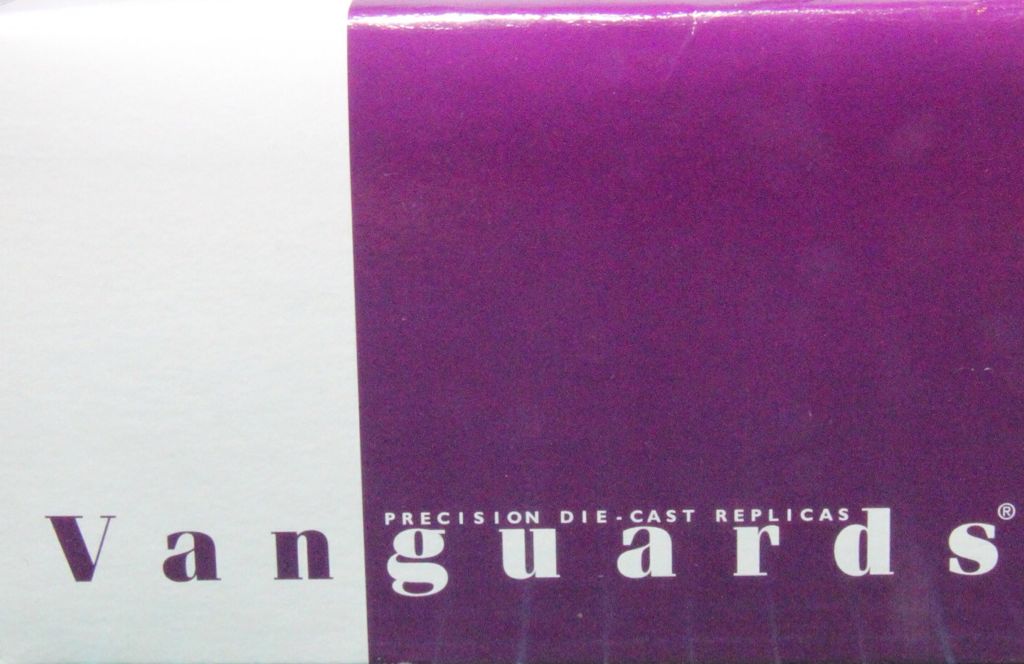 PRECISION DIE-CAST REPLICAS
Vanguards®